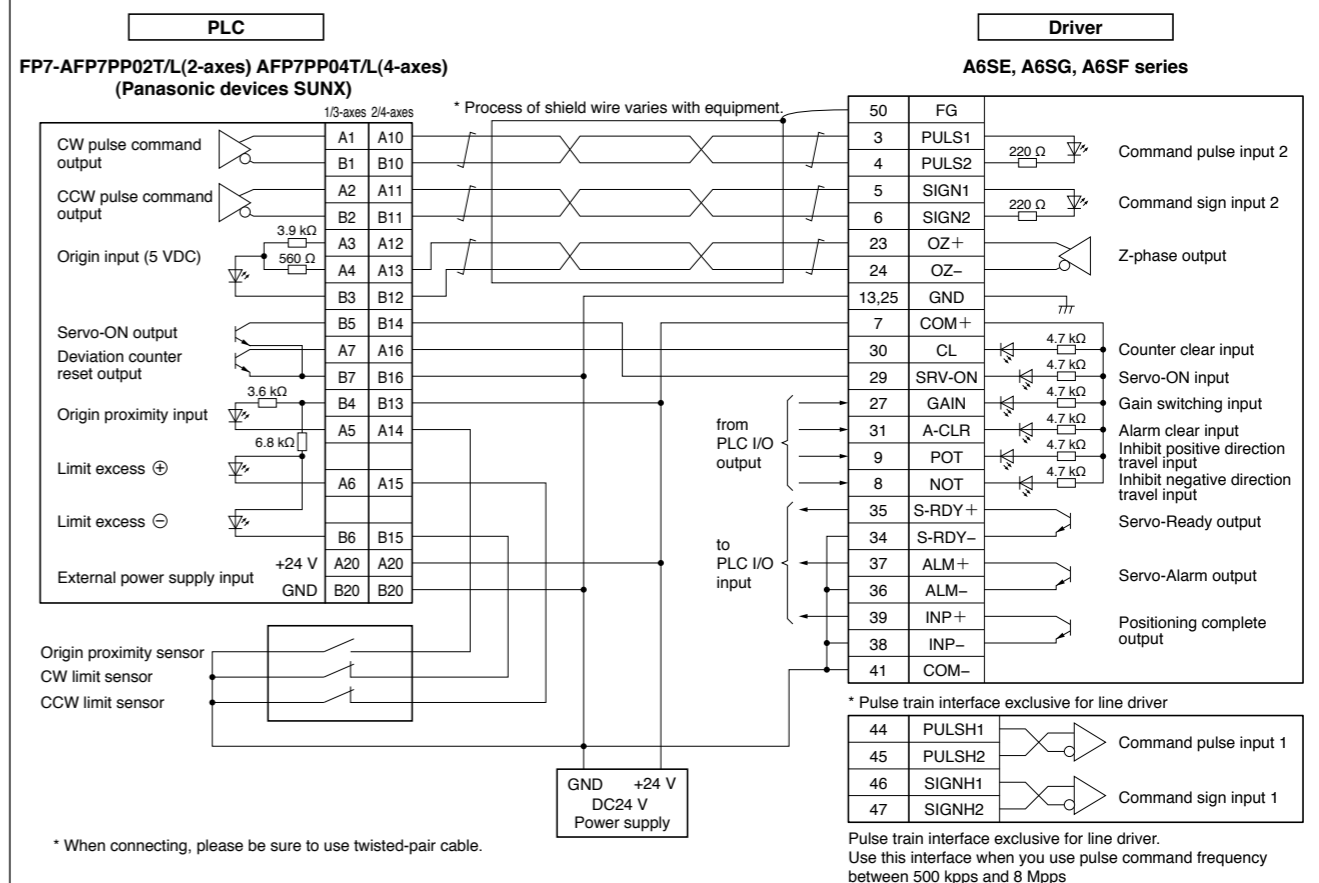 PLC
Driver
FP7-AFP7PP02T/L(2-axes) AFP7PP04T/L(4-axes)
(Panasonic devices SUNX)
A6SE, A6SG, A6SF series
1/3-axes 2/4-axes
* Process of shield wire varies with equipment.
CW pulse command
output
A1 A10
B1 B10
CCW pulse command
output
A2 A11
B2 B11
Origin input (5 VDC)
3.9 kΩ
560 Ω
A3 A12
A4 A13
B3 B12
Servo-ON output
B5 B14
Deviation counter
reset output
A7 A16
B7 B16
Origin proximity input
3.6 kΩ
B4 B13
A5 A14
6.8 kΩ
Limit excess ⊕
A6 A15
Limit excess ⊖
B6 B15
External power supply input
+24 V A20 A20
GND B20 B20
Origin proximity sensor
CW limit sensor
CCW limit sensor
GND +24 V
DC24 V
Power supply
* When connecting, please be sure to use twisted-pair cable.
from
PLC I/O
output
to
PLC I/O
input
50 FG
3 PULS1
4 PULS2
220 Ω
Command pulse input 2
5 SIGN1
6 SIGN2
220 Ω
Command sign input 2
23 OZ+
24 OZ−
Z-phase output
13,25 GND
7 COM+
30 CL 4.7 kΩ Counter clear input
29 SRV-ON 4.7 kΩ Servo-ON input
27 GAIN 4.7 kΩ Gain switching input
31 A-CLR 4.7 kΩ Alarm clear input
9 POT 4.7 kΩ Inhibit positive direction
travel input
8 NOT 4.7 kΩ Inhibit negative direction
travel input
35 S-RDY+
34 S-RDY−
Servo-Ready output
37 ALM+
36 ALM−
Servo-Alarm output
39 INP+
38 INP−
Positioning complete
output
41 COM−
* Pulse train interface exclusive for line driver
44 PULSH1
45 PULSH2
Command pulse input 1
46 SIGNH1
47 SIGNH2
Command sign input 1
Pulse train interface exclusive for line driver.
Use this interface when you use pulse command frequency
between 500 kpps and 8 Mpps